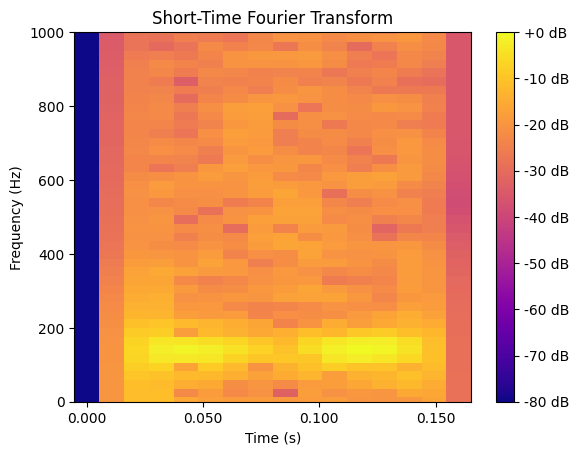 Short-Time Fourier Transform
1000
800
600
400
200
0
Frequency (Hz)
0.000
0.050
0.100
0.150
Time (s)
+0 dB
-10 dB
-20 dB
-30 dB
-40 dB
-50 dB
-60 dB
-70 dB
-80 dB